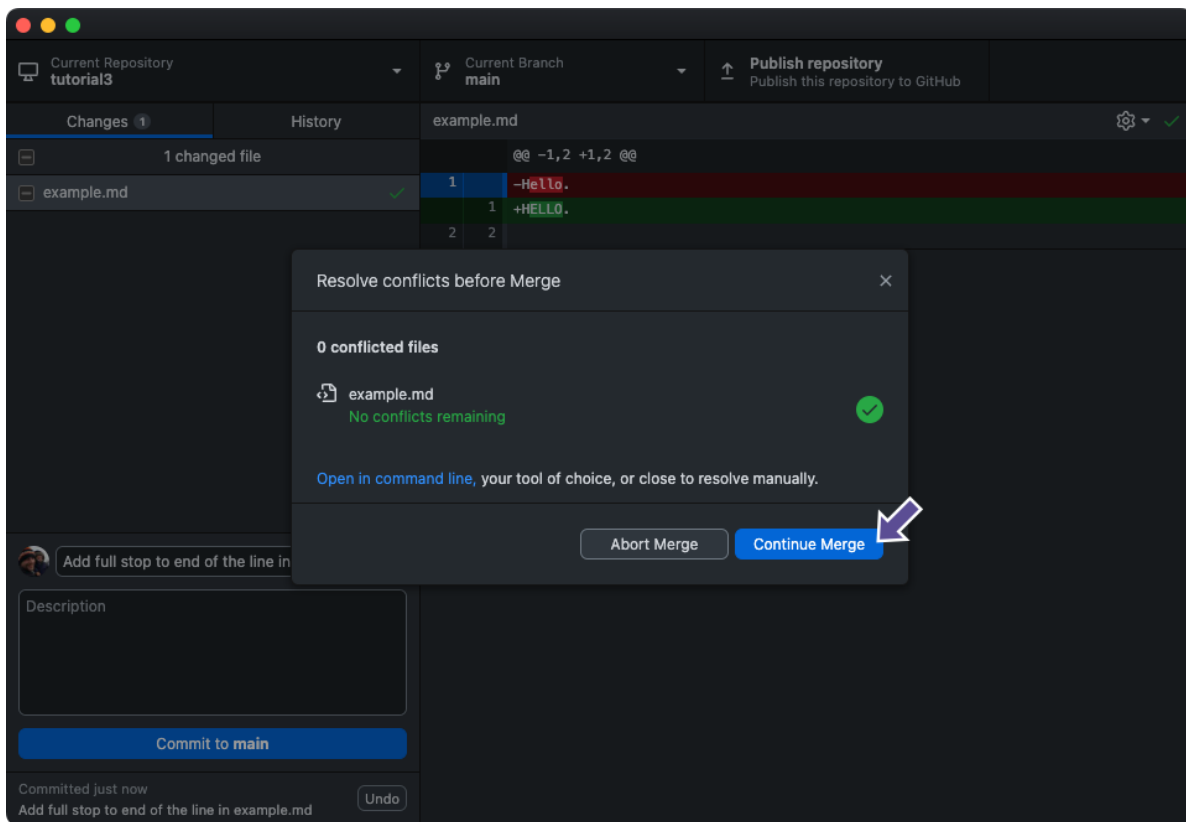 Current Repository
tutorial3
Current Branch
main
Publish repository
Publish this repository to GitHub
Changes 1
History
1 changed file
example.md
example.md
@@ -1,2 +1,2 @@
1 -Hello.
1 +HELLO.
2 2
Resolve conflicts before Merge
0 conflicted files
example.md
No conflicts remaining
Open in command line, your tool of choice, or close to resolve manually.
Abort Merge
Continue Merge
Add full stop to end of the line in
Description
Commit to main
Committed just now
Add full stop to end of the line in example.md
Undo